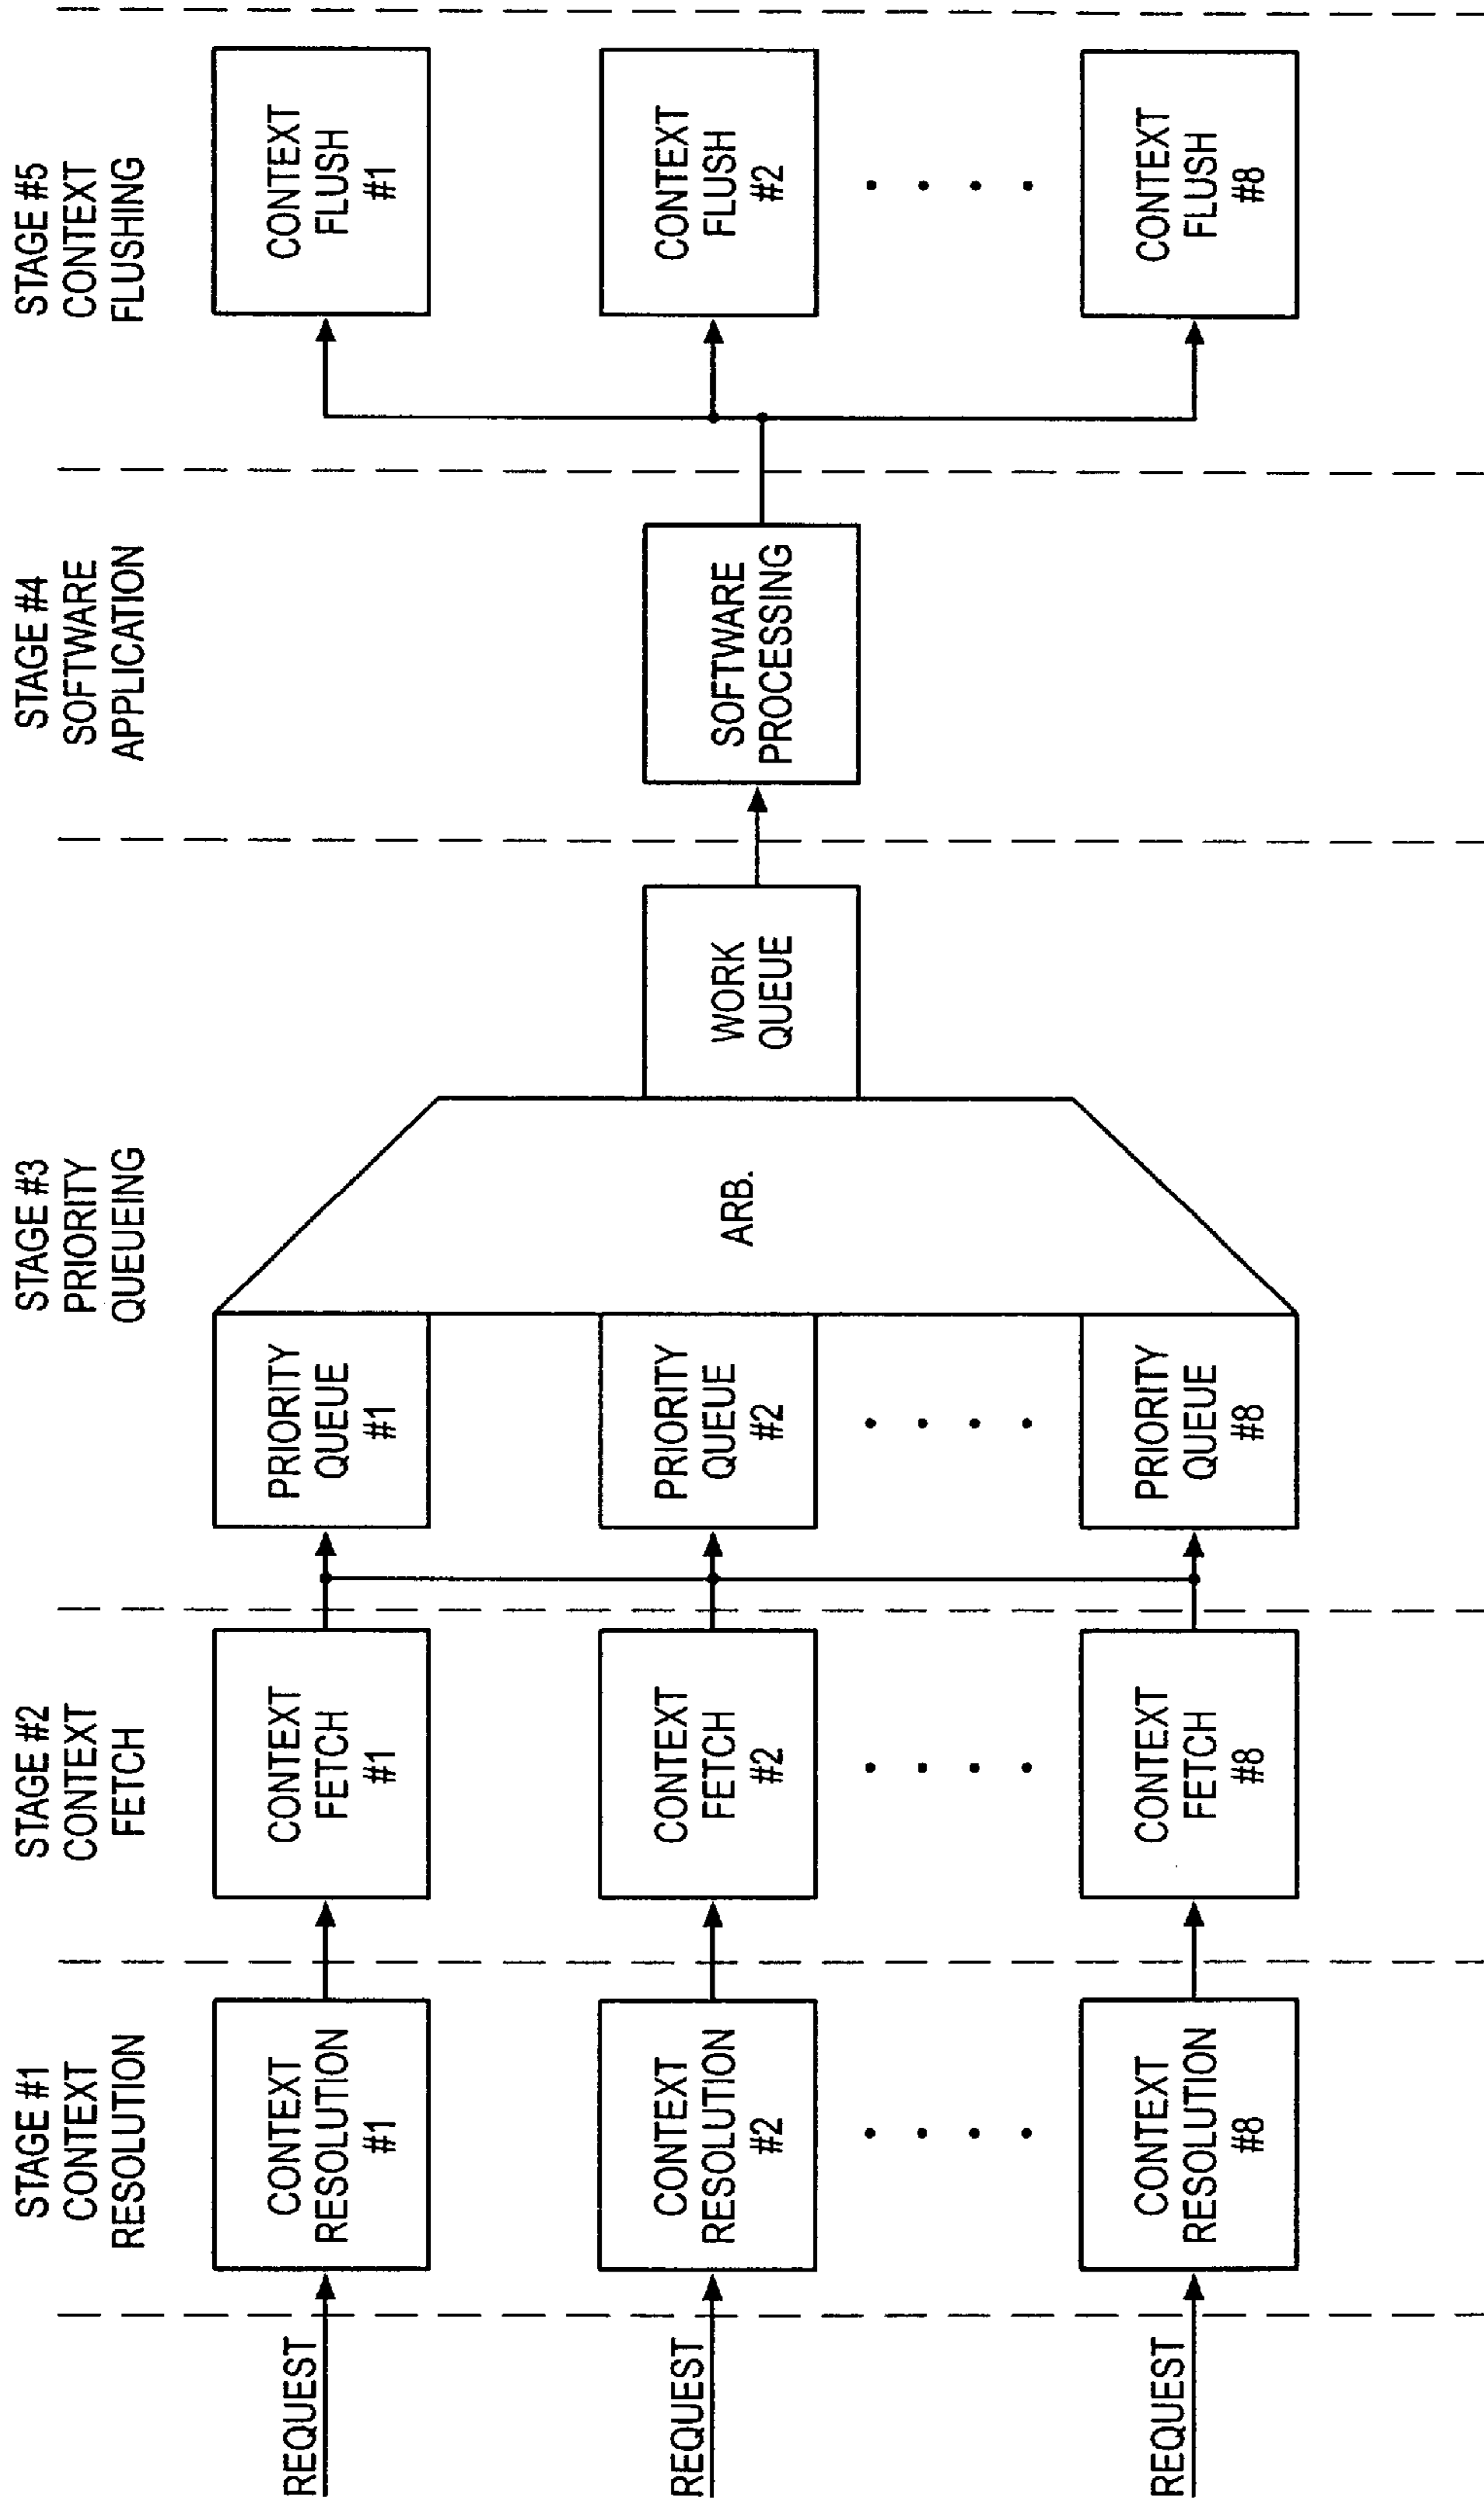 STAGE #1
CONTEXT
RESOLUTION
STAGE #2
CONTEXT
FETCH
STAGE #3
PRIORITY
QUEUEING
STAGE #4
SOFTWARE
APPLICATION
STAGE #5
CONTEXT
FLUSHING
REQUEST
CONTEXT
RESOLUTION
#1
CONTEXT
FETCH
#1
PRIORITY
QUEUE
#1
CONTEXT
FLUSH
#1
REQUEST
CONTEXT
RESOLUTION
#2
CONTEXT
FETCH
#2
PRIORITY
QUEUE
#2
ARB.
WORK
QUEUE
SOFTWARE
PROCESSING
CONTEXT
FLUSH
#2
REQUEST
CONTEXT
RESOLUTION
#8
CONTEXT
FETCH
#8
PRIORITY
QUEUE
#8
CONTEXT
FLUSH
#8